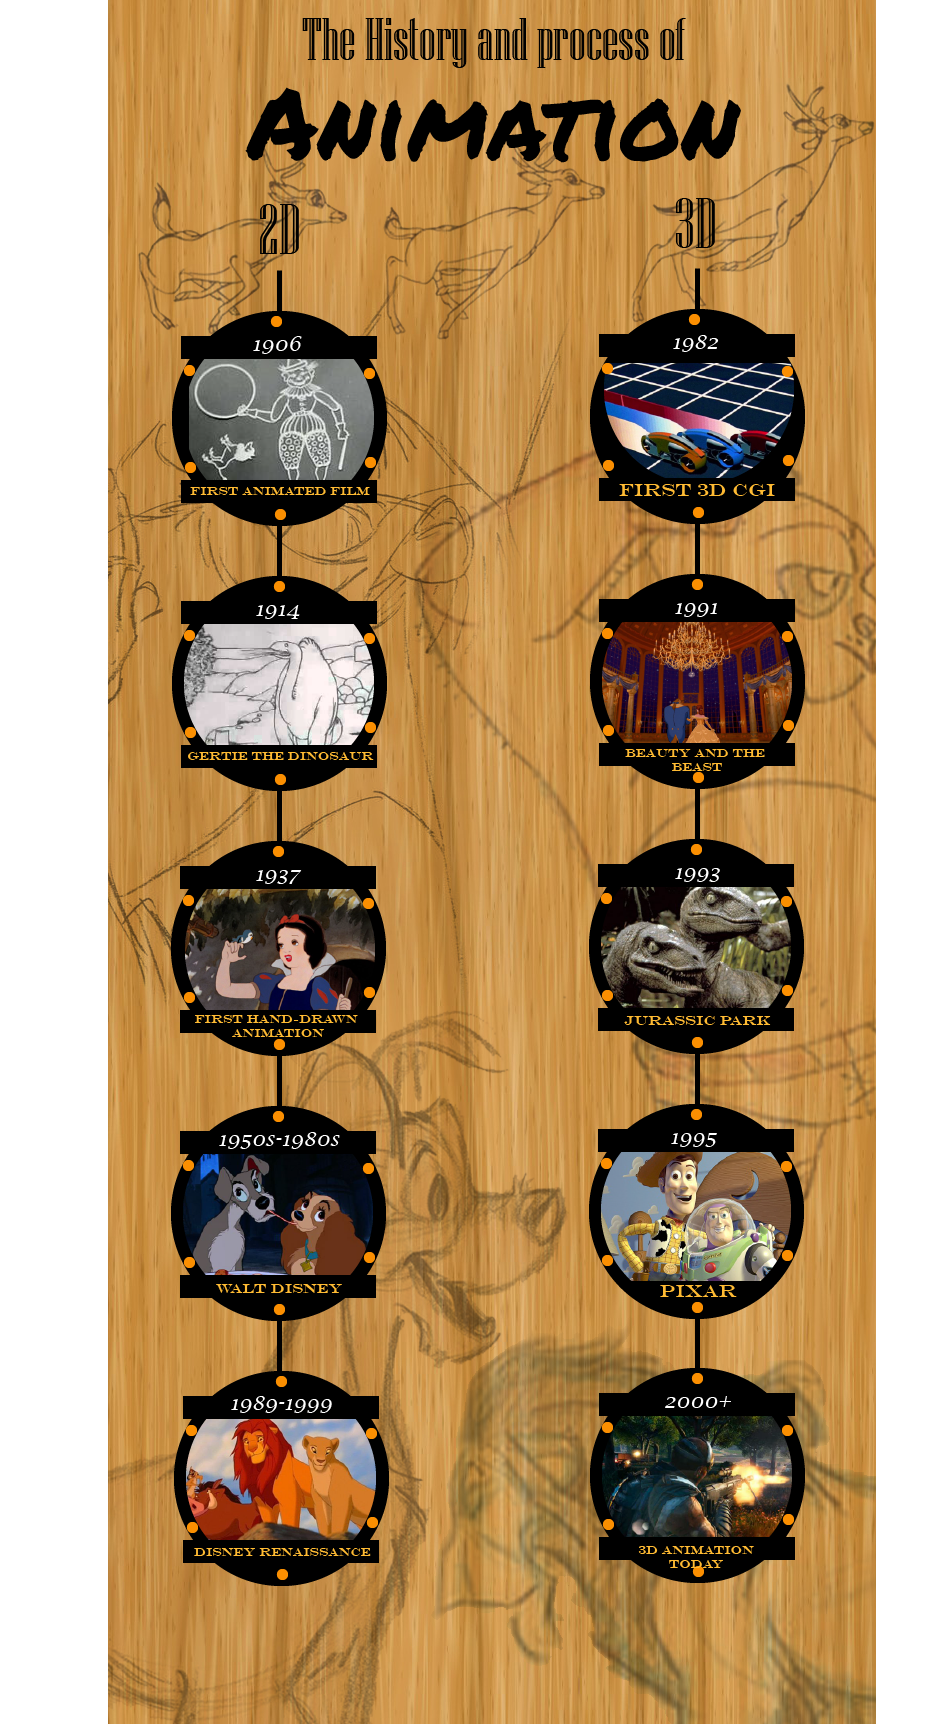 The History and process of
ANIMATION
2D
1906
FIRST ANIMATED FILM
1914
GERTIE THE DINOSAUR
1937
FIRST HAND-DRAWN
ANIMATION
1950s-1980s
WALT DISNEY
1989-1999
DISNEY RENAISSANCE
3D
1982
FIRST 3D CGI
1991
BEAUTY AND THE
BEAST
1993
JURASSIC PARK
1995
PIXAR
2000+
3D ANIMATION
TODAY